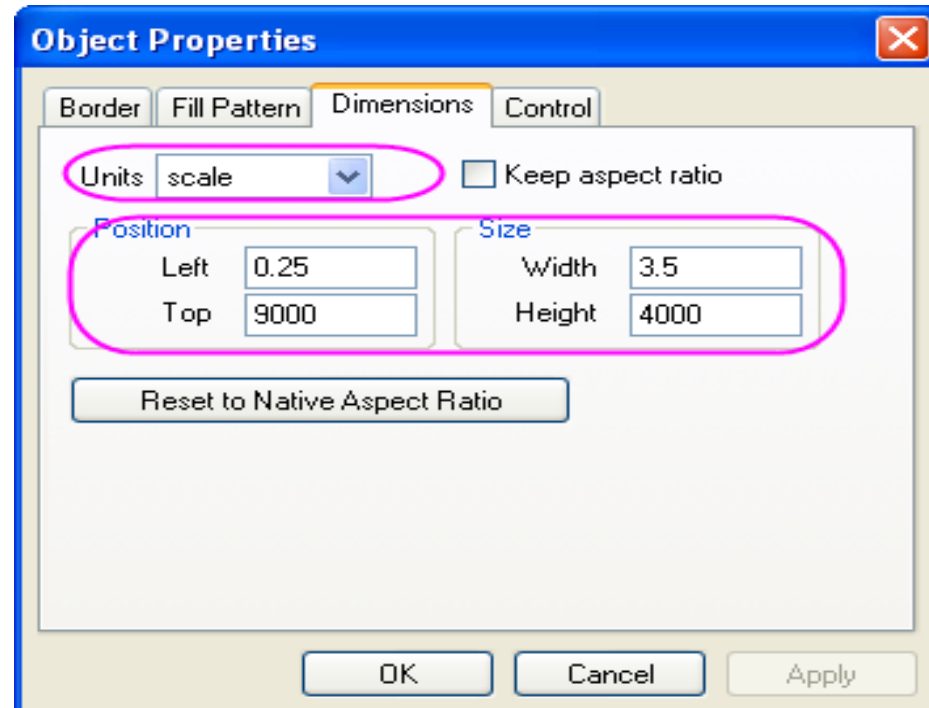 Object Properties
Border Fill Pattern Dimensions Control
Units scale Keep aspect ratio
Position Size
Left 0.25 Width 3.5
Top 9000 Height 4000
Reset to Native Aspect Ratio
OK Cancel Apply